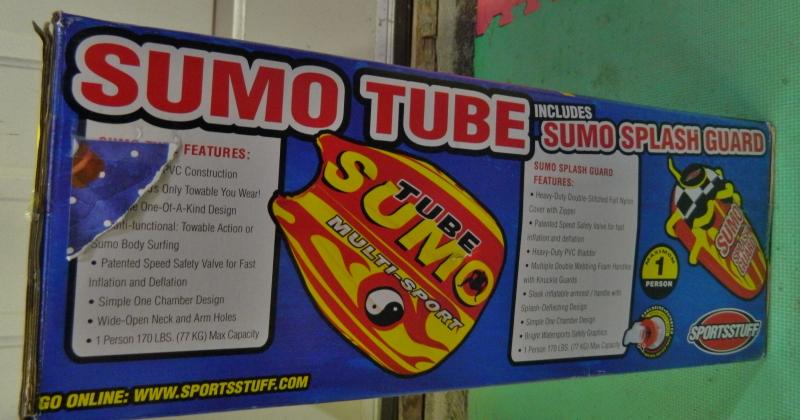 SUMO TUBE
INCLUDES
SUMO SPLASH GUARD
FEATURES:
PVC Construction
Only Towable You Wear!
One-Of-A-Kind Design
functional: Towable Action or
Sumo Body Surfing
• Patented Speed Safety Valve for Fast
Inflation and Deflation
• Simple One Chamber Design
• Wide-Open Neck and Arm Holes
• 1 Person 170 LBS. (77 KG) Max Capacity
TUBE
SUMO
MULTI-SPORT
SUMO SPLASH GUARD
FEATURES:
• Heavy-Duty Double-Stitched Full Nylon
Cover with Zipper
• Patented Speed Safety Valve for fast
inflation and deflation
• Heavy-Duty PVC Bladder
• Multiple Double Webbing Foam Handles
with Knuckle Guards
• Sleek inflatable armrest / handle with
Splash-Deflecting Design
• Simple One Chamber Design
• Bright Watersports Safety Graphics
• 1 Person 170 LBS. (77 KG) Max Capacity
MAXIMUM
1
PERSON
SUMO
SPORTSSTUFF
GO ONLINE: WWW.SPORTSSTUFF.COM